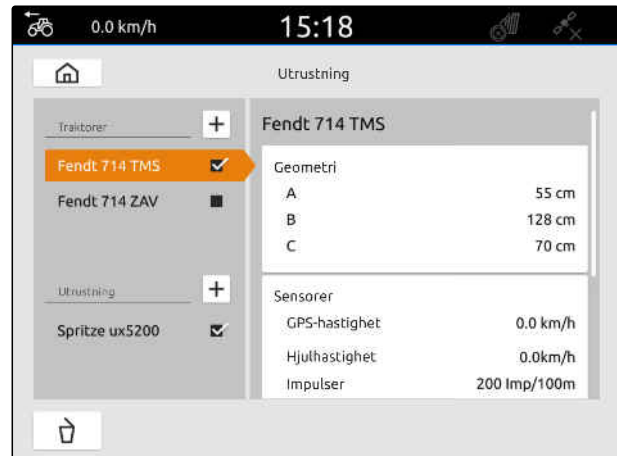 0.0 km/h
15:18
Utrustning
Traktorer
Fendt 714 TMS
Fendt 714 ZAV
Utrustning
Spritze ux5200
Fendt 714 TMS
Geometri
A 55 cm
B 128 cm
C 70 cm
Sensorer
GPS-hastighet 0.0 km/h
Hjulhastighet 0.0km/h
Impulser 200 Imp/100m